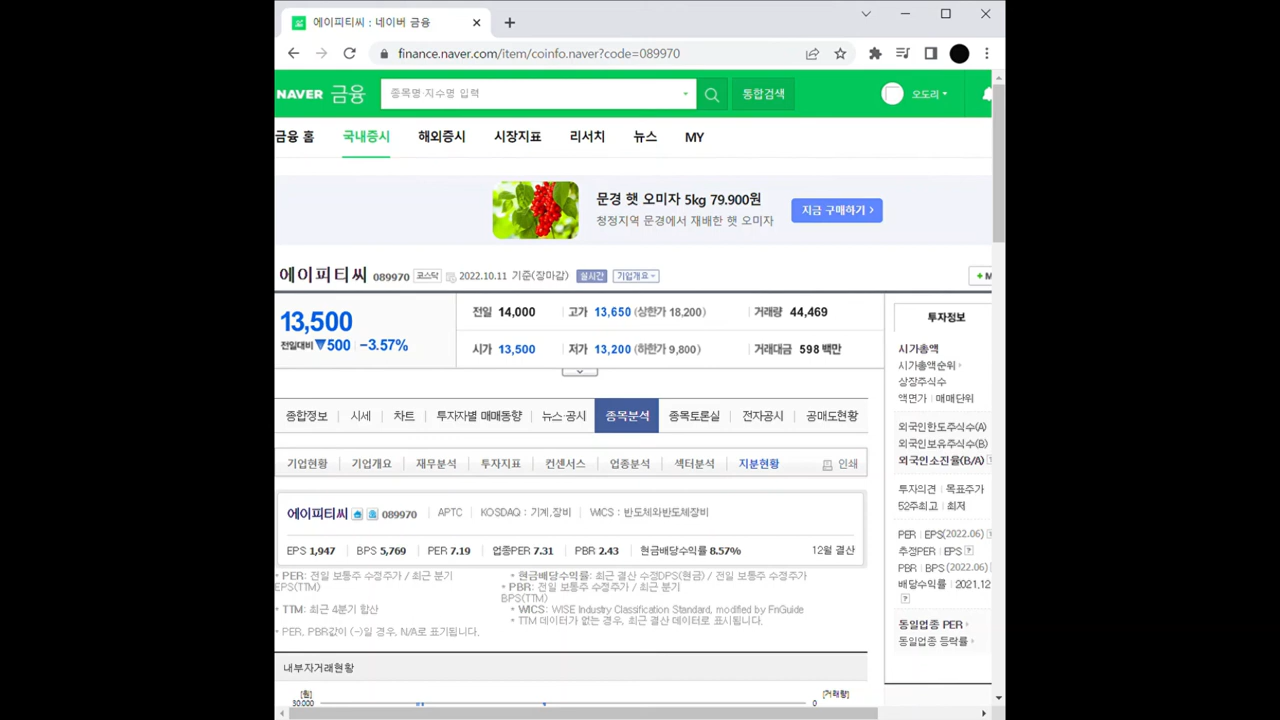 에이피티씨 : 네이버 금융
finance.naver.com/item/coinfo.naver?code=089970
NAVER 금융 종목명·지수명 입력 통합검색 오도리
금융 홈 국내증시 해외증시 시장지표 리서치 뉴스 MY
문경 햇 오미자 5kg 79.900원
청정지역 문경에서 재배한 햇 오미자
지금 구매하기
에이피티씨 089970 코스닥 2022.10.11 기준(장마감) 실시간 기업개요
13,500
전일대비 ▼500 -3.57%
전일 14,000 고가 13,650 (상한가 18,200) 거래량 44,469
시가 13,500 저가 13,200 (하한가 9,800) 거래대금 598 백만
종합정보 시세 차트 투자자별 매매동향 뉴스·공시 종목분석 종목토론실 전자공시 공매도현황
기업현황 기업개요 재무분석 투자지표 컨센서스 업종분석 섹터분석 지분현황 인쇄
에이피티씨 089970 APTC KOSDAQ : 기계,장비 WICS : 반도체와반도체장비
EPS 1,947 BPS 5,769 PER 7.19 업종PER 7.31 PBR 2.43 현금배당수익률 8.57% 12월 결산
* PER: 전일 보통주 수정주가 / 최근 분기
EPS(TTM)
* TTM: 최근 4분기 합산
* PER, PBR값이 (-)일 경우, N/A로 표기됩니다.
* 현금배당수익률: 최근 결산 수정DPS(현금) / 전일 보통주 수정주가
* PBR: 전일 보통주 수정주가 / 최근 분기
BPS(TTM)
* WICS: WISE Industry Classification Standard, modified by FnGuide
* TTM 데이터가 없는 경우, 최근 결산 데이터로 표시됩니다.
내부자거래현황
[원] [거래량]
30,000 0
투자정보
시가총액
시가총액순위
상장주식수
액면가 | 매매단위
외국인한도주식수(A)
외국인보유주식수(B)
외국인소진율(B/A)
투자의견 | 목표주가
52주최고 | 최저
PER | EPS(2022.06)
추정PER | EPS
PBR | BPS (2022.06)
배당수익률 | 2021.12
동일업종 PER
동일업종 등락률